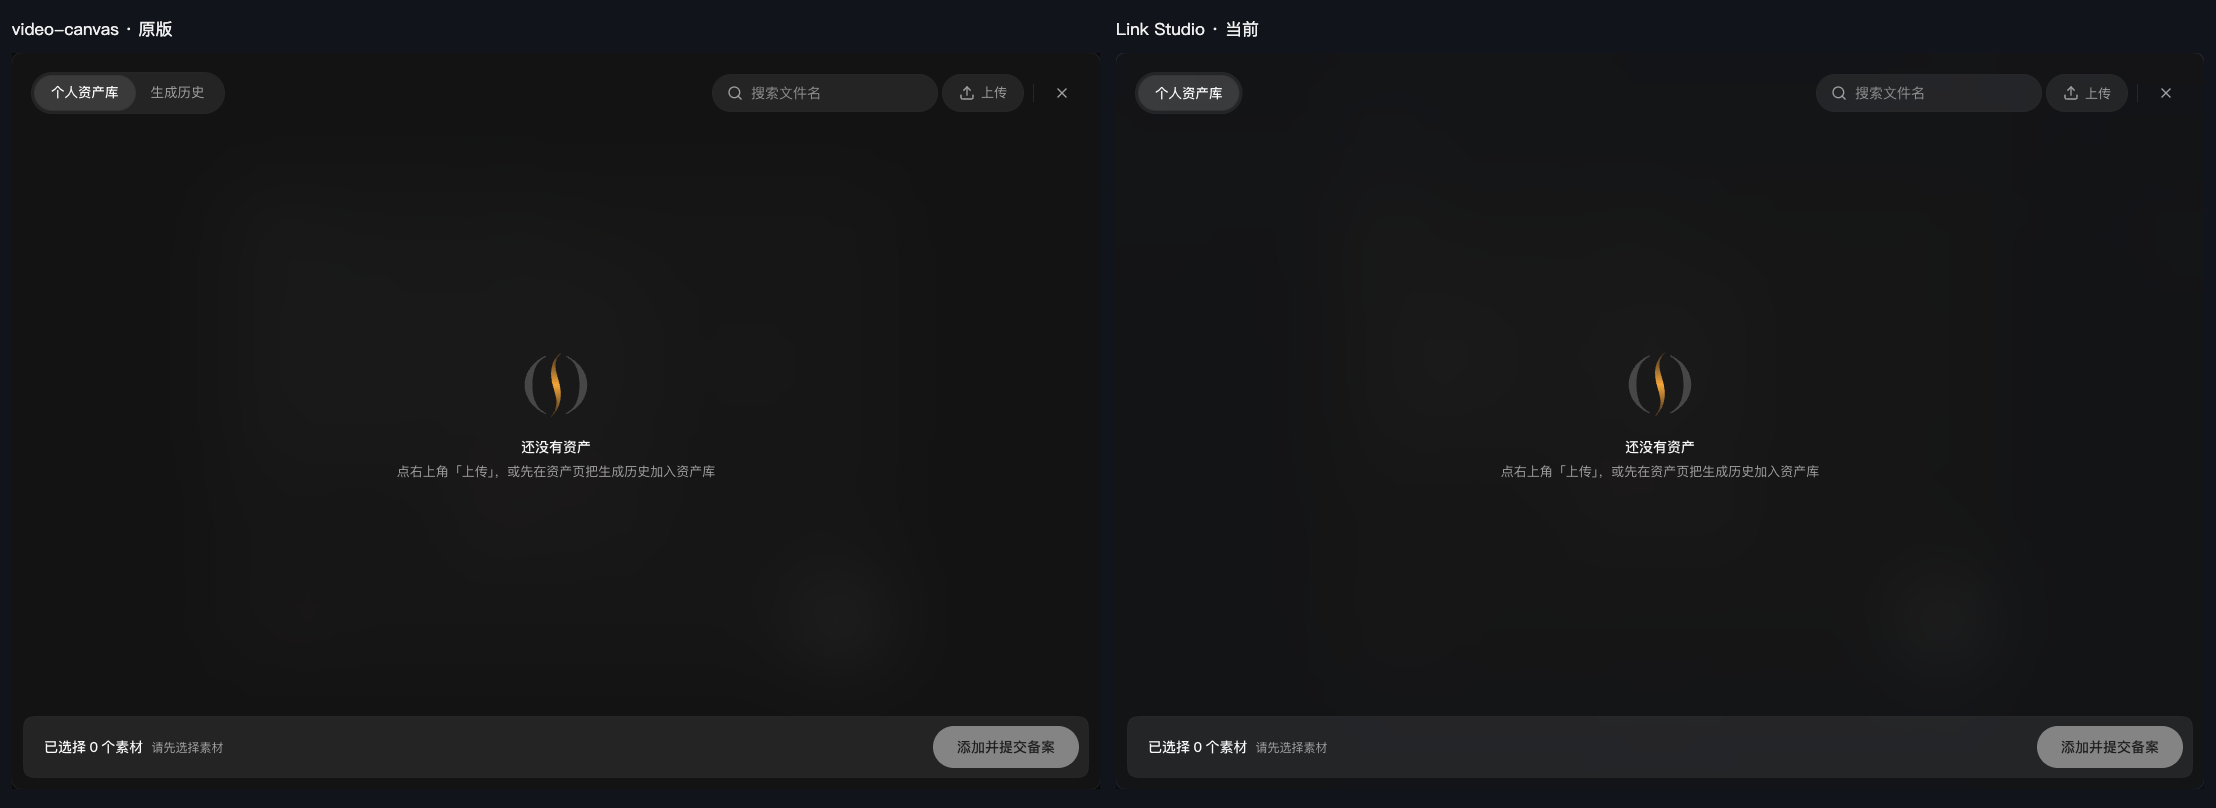 video-canvas · 原版
个人资产库 生成历史 搜索文件名 上传
还没有资产
点右上角「上传」，或先在资产页把生成历史加入资产库
已选择 0 个素材 请先选择素材 添加并提交备案
Link Studio · 当前
个人资产库 搜索文件名 上传
还没有资产
点右上角「上传」，或先在资产页把生成历史加入资产库
已选择 0 个素材 请先选择素材 添加并提交备案